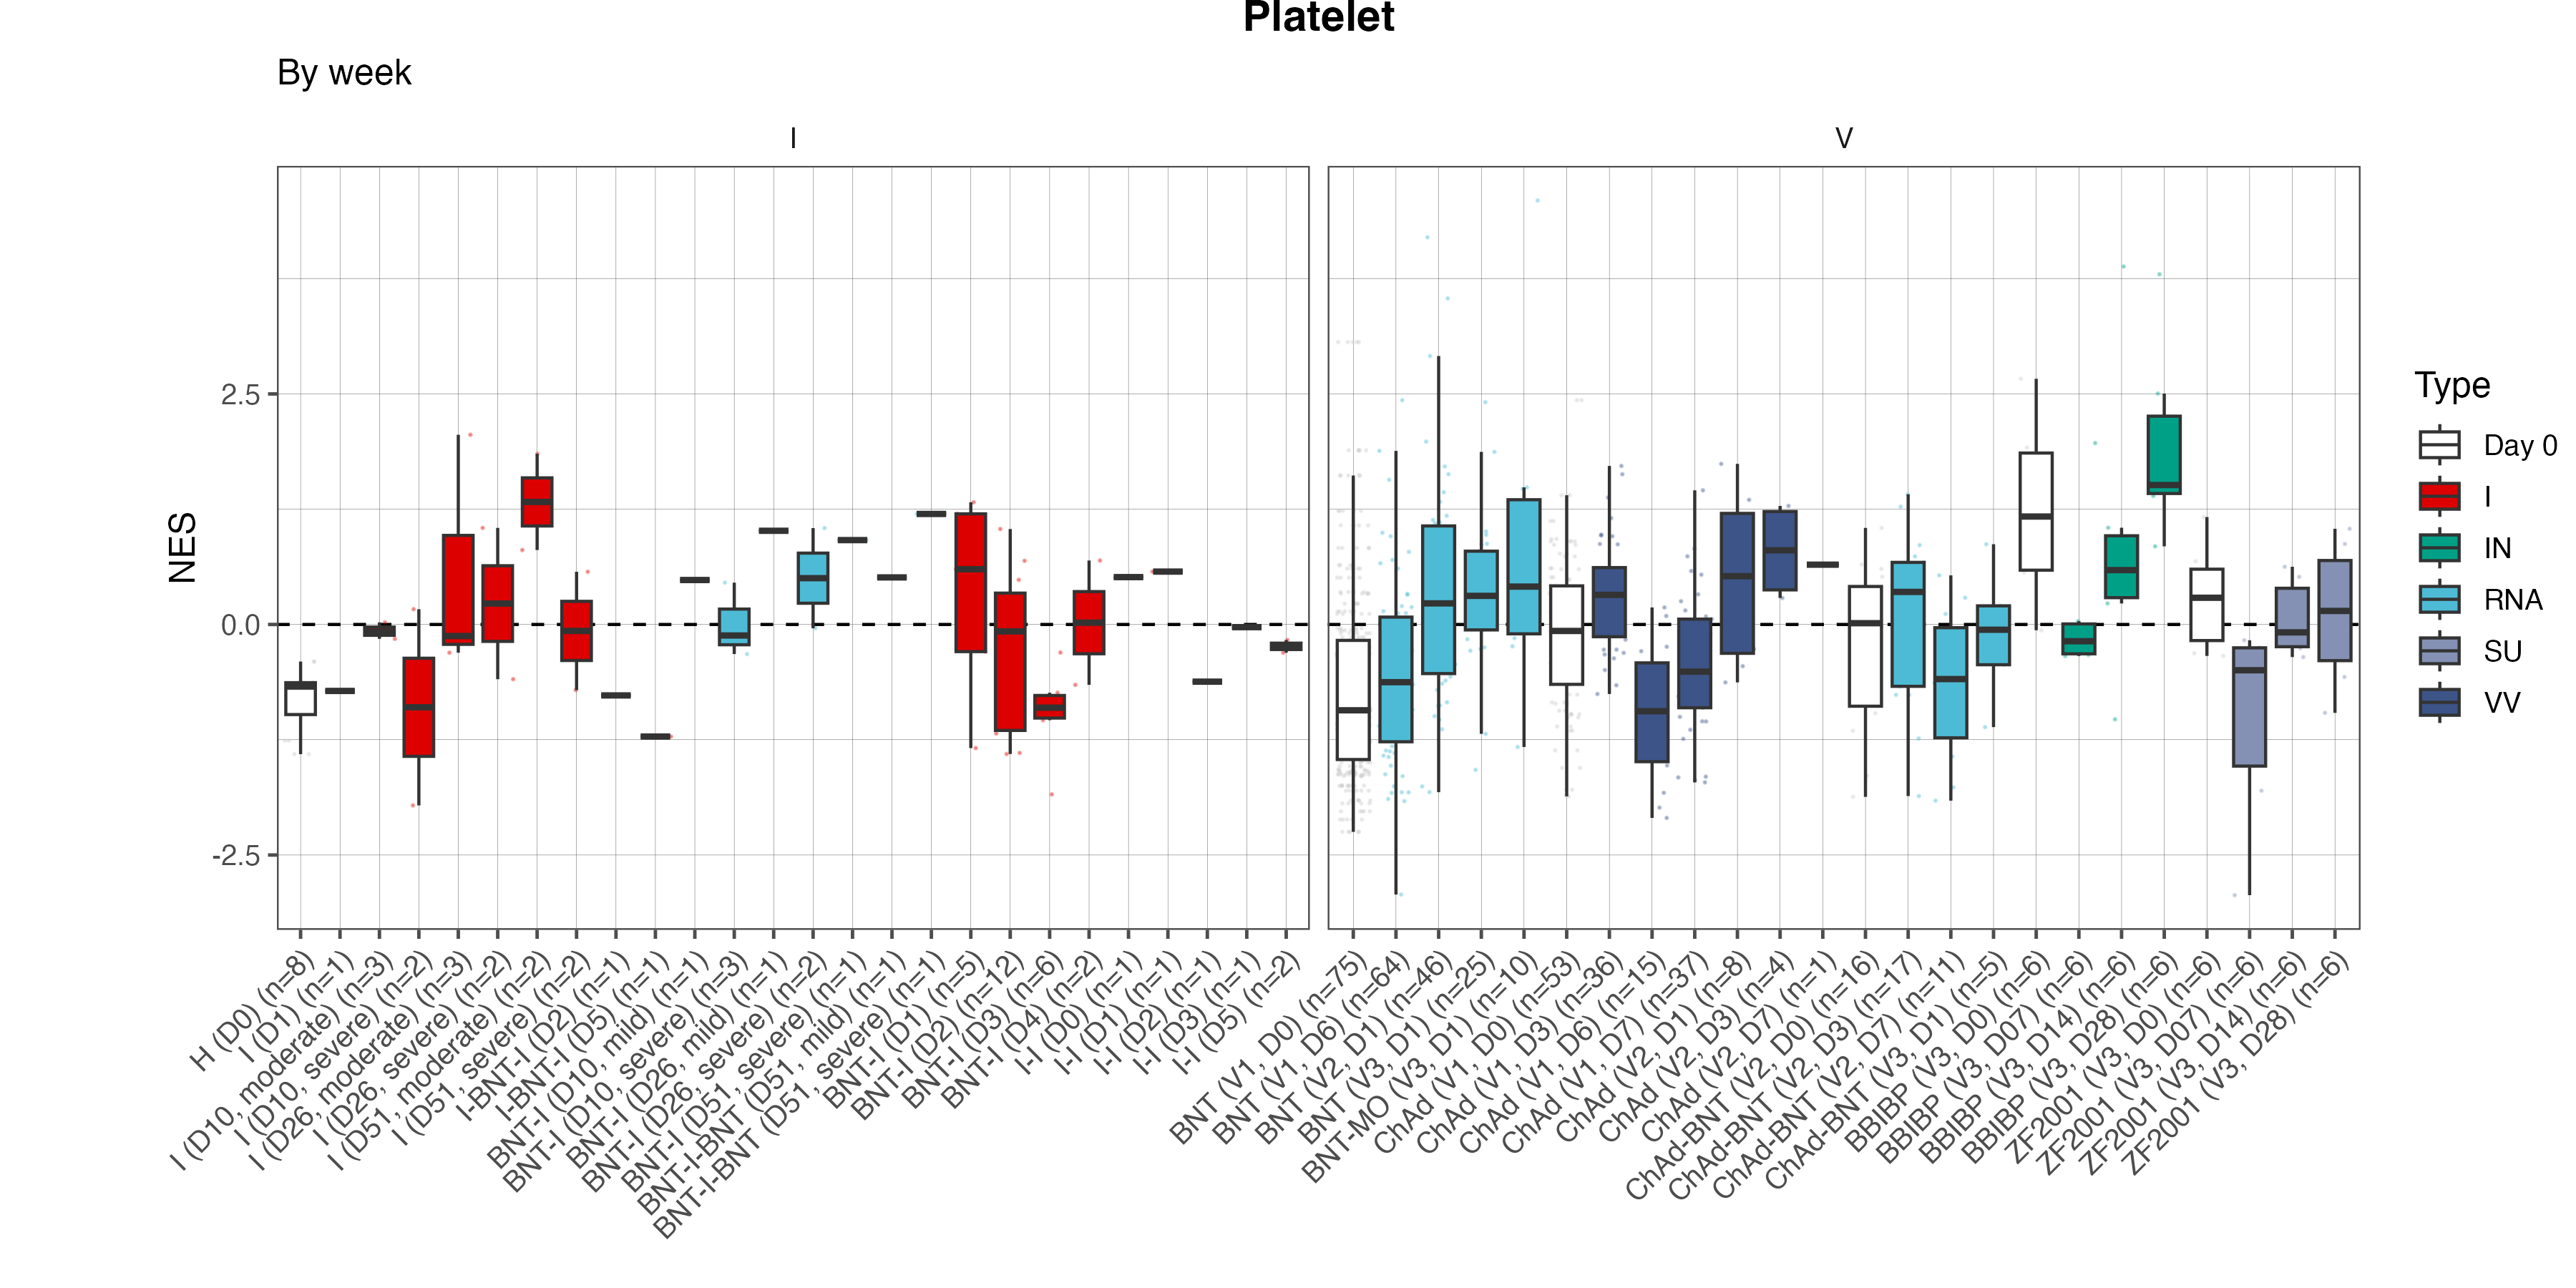 Platelet
By week
I
V
NES
2.5
0.0
-2.5
H (D0) (n=8)
I (D1) (n=1)
I (D10, moderate) (n=3)
I (D10, severe) (n=2)
I (D26, moderate) (n=3)
I (D26, severe) (n=2)
I (D51, moderate) (n=2)
I (D51, severe) (n=2)
I-BNT-I (D2) (n=1)
I-BNT-I (D5) (n=1)
BNT-I (D10, mild) (n=1)
BNT-I (D10, severe) (n=3)
BNT-I (D26, mild) (n=1)
BNT-I (D26, severe) (n=2)
BNT-I (D51, severe) (n=1)
BNT-I-BNT (D51, mild) (n=1)
BNT-I-BNT (D51, severe) (n=1)
BNT-I (D1) (n=5)
BNT-I (D2) (n=12)
BNT-I (D3) (n=6)
BNT-I (D4) (n=2)
I-I (D0) (n=1)
I-I (D1) (n=1)
I-I (D2) (n=1)
I-I (D3) (n=1)
I-I (D5) (n=2)
BNT (V1, D0) (n=75)
BNT (V1, D6) (n=64)
BNT (V2, D1) (n=46)
BNT (V3, D1) (n=25)
BNT-MO (V3, D1) (n=10)
ChAd (V1, D0) (n=53)
ChAd (V1, D3) (n=36)
ChAd (V1, D6) (n=15)
ChAd (V1, D7) (n=37)
ChAd (V2, D1) (n=8)
ChAd (V2, D3) (n=4)
ChAd (V2, D7) (n=1)
ChAd-BNT (V2, D0) (n=16)
ChAd-BNT (V2, D3) (n=17)
ChAd-BNT (V2, D7) (n=11)
ChAd-BNT (V3, D1) (n=5)
BBIBP (V3, D0) (n=6)
BBIBP (V3, D07) (n=6)
BBIBP (V3, D14) (n=6)
BBIBP (V3, D28) (n=6)
ZF2001 (V3, D0) (n=6)
ZF2001 (V3, D07) (n=6)
ZF2001 (V3, D14) (n=6)
ZF2001 (V3, D28) (n=6)
Type
Day 0
I
IN
RNA
SU
VV